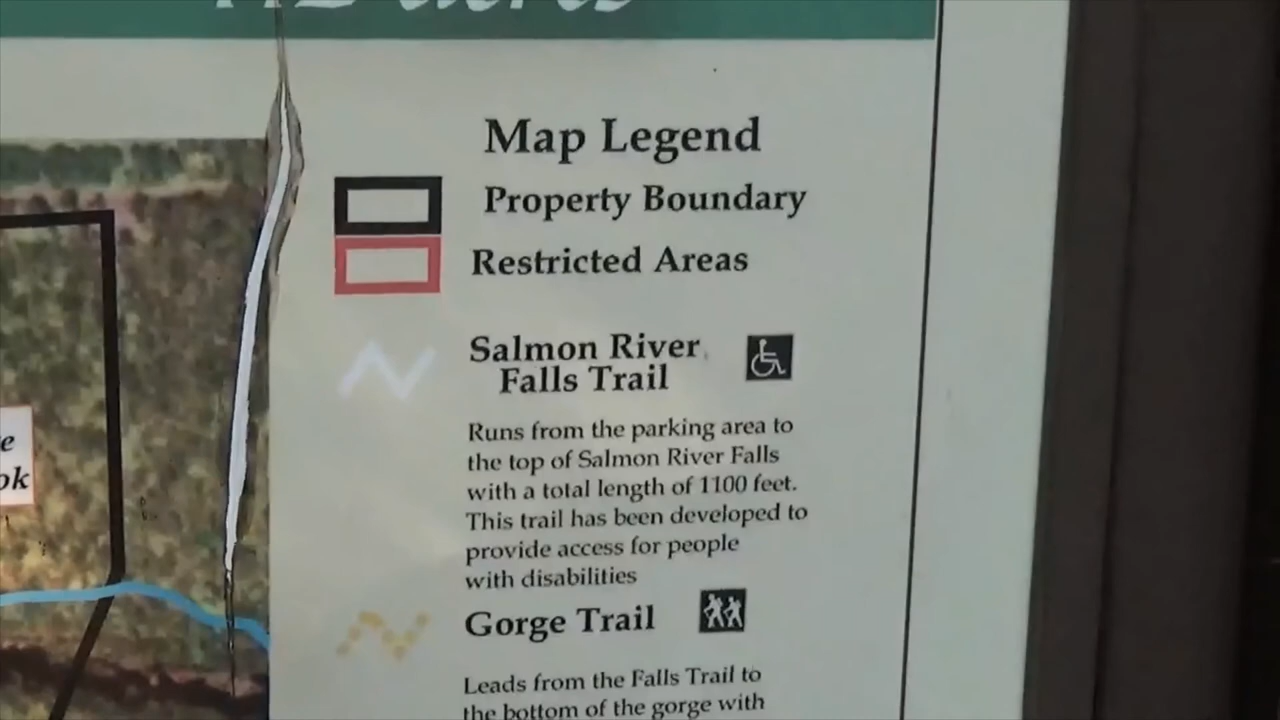 Map Legend
Property Boundary
Restricted Areas
Salmon River
Falls Trail
Runs from the parking area to
the top of Salmon River Falls
with a total length of 1100 feet.
This trail has been developed to
provide access for people
with disabilities
Gorge Trail
Leads from the Falls Trail to
the bottom of the gorge with